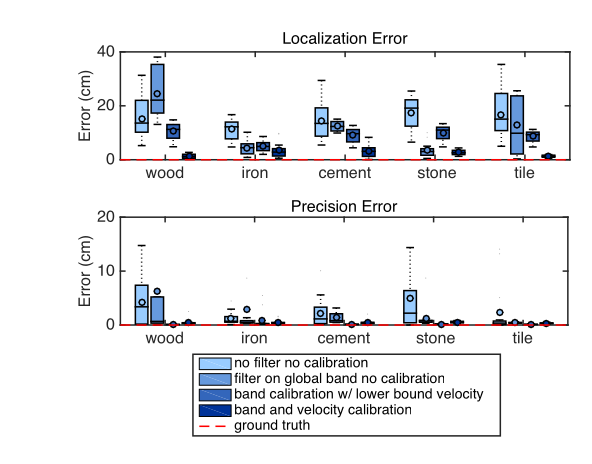 Localization Error
40
20
0
Error (cm)
wood iron cement stone tile
Precision Error
20
10
0
Error (cm)
wood iron cement stone tile
no filter no calibration
filter on global band no calibration
band calibration w/ lower bound velocity
band and velocity calibration
ground truth